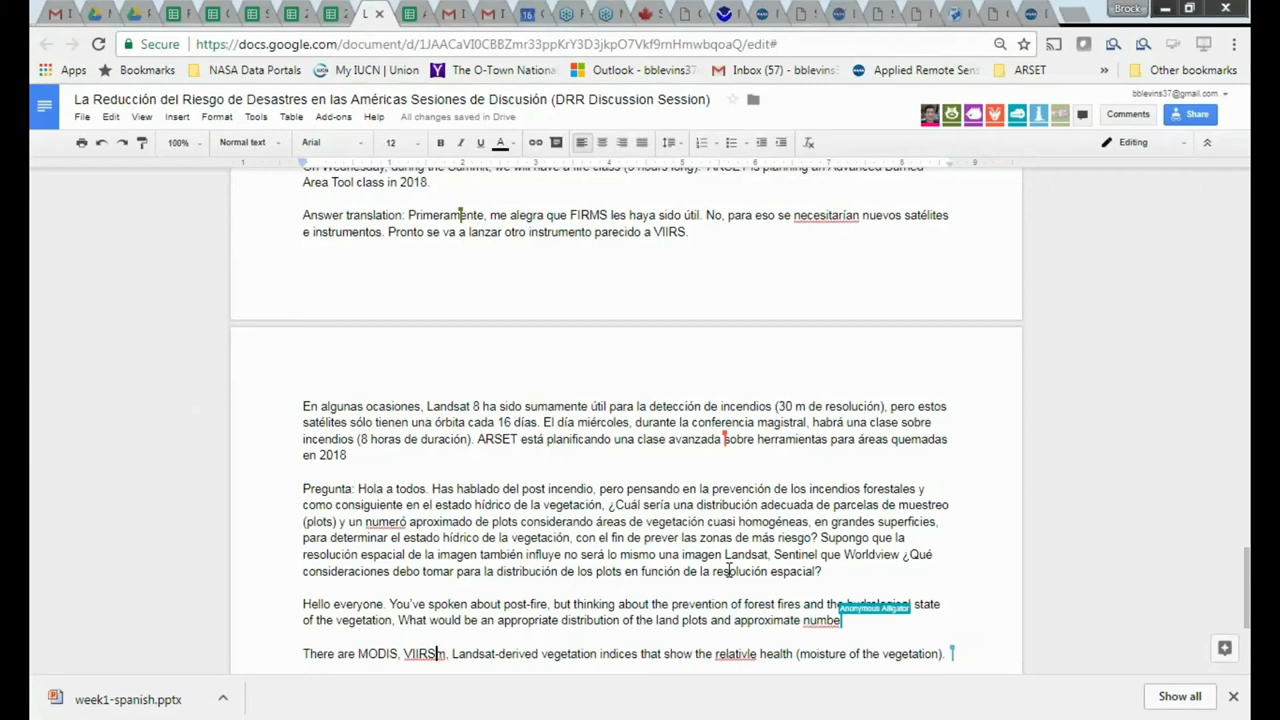 Brock
Secure https://docs.google.com/document/d/1JAACaVI0CBBZmr33ppKrY3D3jkpO7Vkf9rnHmwbqoaQ/edit#
Apps Bookmarks NASA Data Portals My IUCN | Union The O-Town Nationa Outlook - bblevins37 Inbox (57) - bblevins Applied Remote Sens ARSET » Other bookmarks
La Reducción del Riesgo de Desastres en las Américas Sesiones de Discusión (DRR Discussion Session)
bblevins37@gmail.com
File Edit View Insert Format Tools Table Add-ons Help All changes saved in Drive
Comments Share
100% Normal text Arial 12 B I U A Editing
1 2 3 4 5 6 7 8 9
Area Tool class in 2018.
Answer translation: Primeramente, me alegra que FIRMS les haya sido útil. No, para eso se necesitarían nuevos satélites
e instrumentos. Pronto se va a lanzar otro instrumento parecido a VIIRS.
En algunas ocasiones, Landsat 8 ha sido sumamente útil para la detección de incendios (30 m de resolución), pero estos
satélites sólo tienen una órbita cada 16 días. El día miércoles, durante la conferencia magistral, habrá una clase sobre
incendios (8 horas de duración). ARSET está planificando una clase avanzada sobre herramientas para áreas quemadas
en 2018
Pregunta: Hola a todos. Has hablado del post incendio, pero pensando en la prevención de los incendios forestales y
como consiguiente en el estado hídrico de la vegetación, ¿Cuál sería una distribución adecuada de parcelas de muestreo
(plots) y un numeró aproximado de plots considerando áreas de vegetación cuasi homogéneas, en grandes superficies,
para determinar el estado hídrico de la vegetación, con el fin de prever las zonas de más riesgo? Supongo que la
resolución espacial de la imagen también influye no será lo mismo una imagen Landsat, Sentinel que Worldview ¿Qué
consideraciones debo tomar para la distribución de los plots en función de la resolución espacial?
Hello everyone. You've spoken about post-fire, but thinking about the prevention of forest fires and the state
Anonymous Alligator
of the vegetation, What would be an appropriate distribution of the land plots and approximate numbe
There are MODIS, VIIRSm, Landsat-derived vegetation indices that show the relativle health (moisture of the vegetation).
week1-spanish.pptx Show all